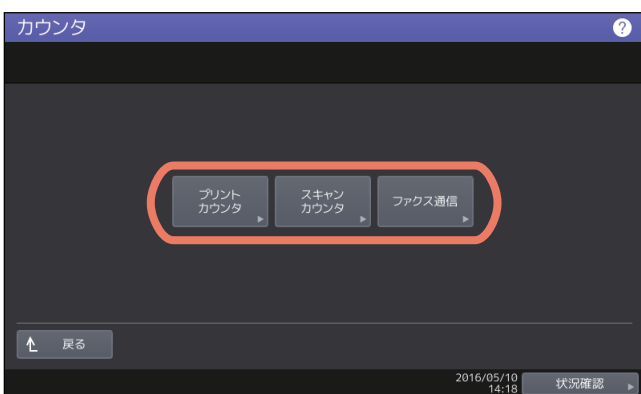 カウンタ
?
プリント
カウンタ
スキャン
カウンタ
ファクス通信
戻る
2016/05/10
14:18
状況確認